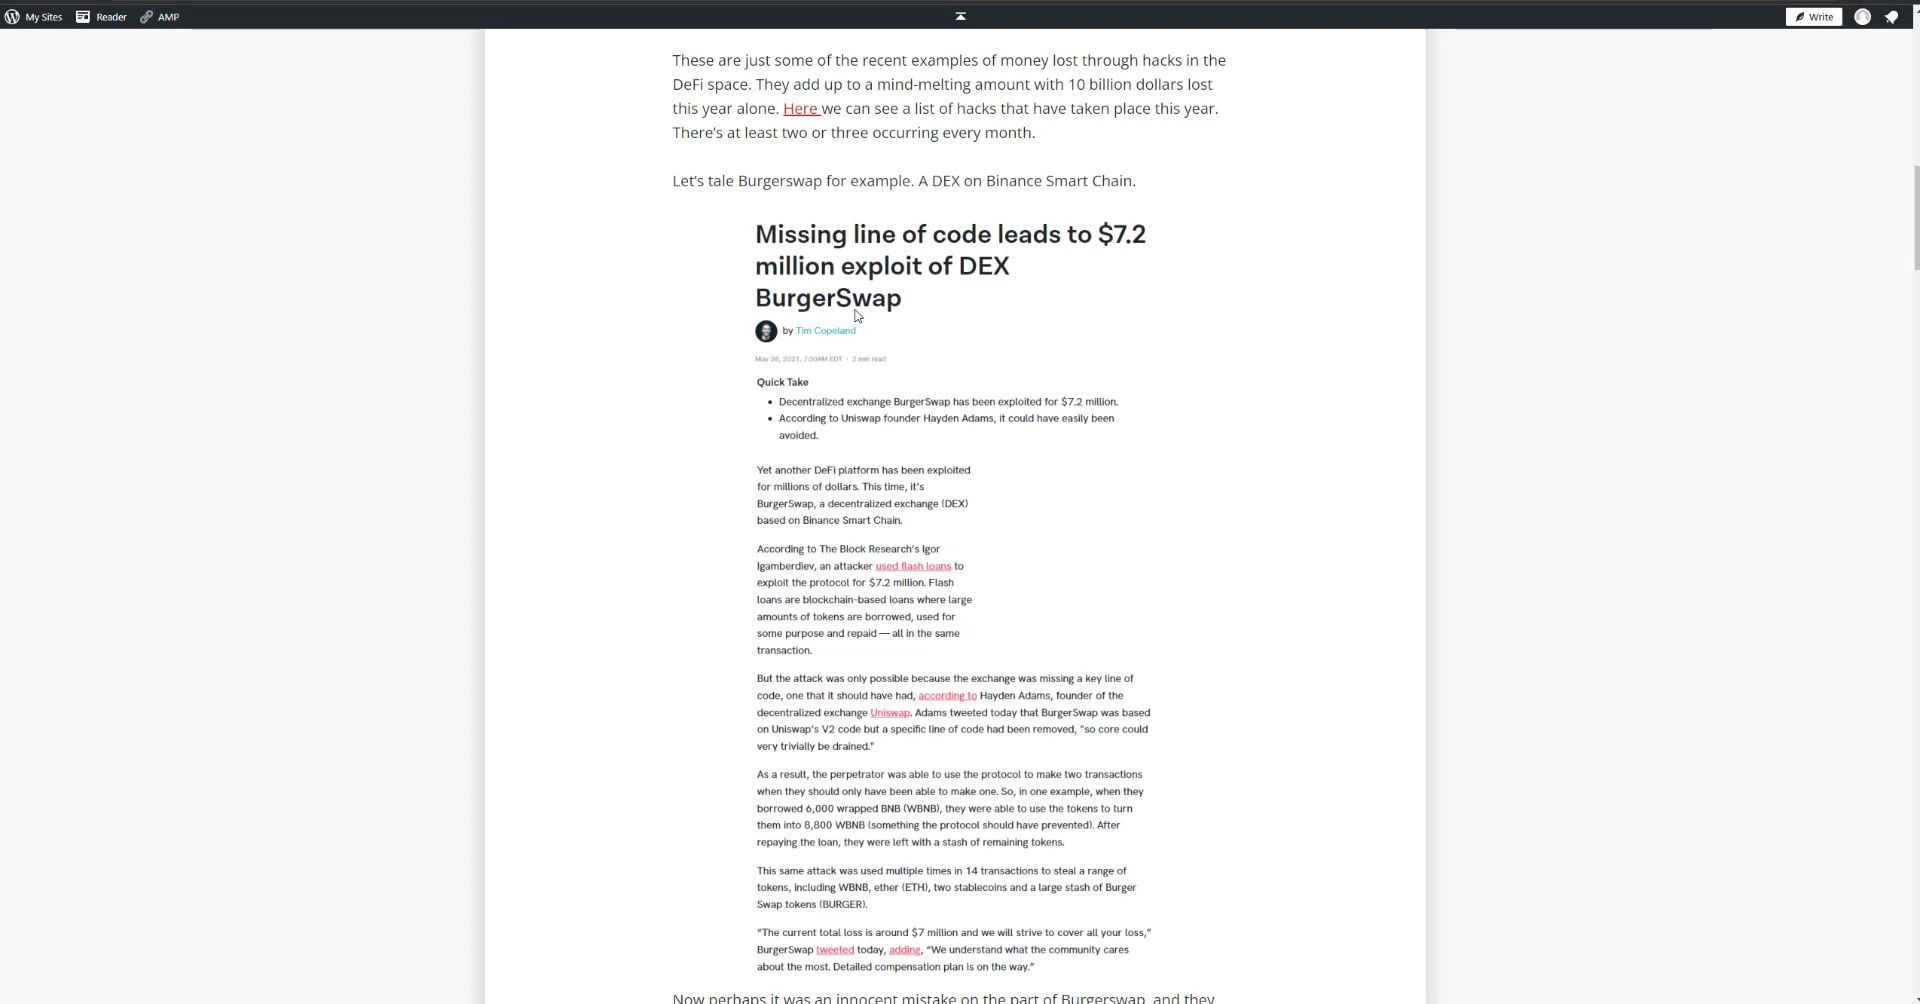 My Sites Reader AMP Write
These are just some of the recent examples of money lost through hacks in the
DeFi space. They add up to a mind-melting amount with 10 billion dollars lost
this year alone. Here we can see a list of hacks that have taken place this year.
There's at least two or three occurring every month.
Let's tale Burgerswap for example. A DEX on Binance Smart Chain.
Missing line of code leads to $7.2
million exploit of DEX
BurgerSwap
by Tim Copeland
May 28, 2021, 7:30AM EDT · 2 min read
Quick Take
• Decentralized exchange BurgerSwap has been exploited for $7.2 million.
• According to Uniswap founder Hayden Adams, it could have easily been
avoided.
Yet another DeFi platform has been exploited
for millions of dollars. This time, it's
BurgerSwap, a decentralized exchange (DEX)
based on Binance Smart Chain.
According to The Block Research's Igor
Igamberdiev, an attacker used flash loans to
exploit the protocol for $7.2 million. Flash
loans are blockchain-based loans where large
amounts of tokens are borrowed, used for
some purpose and repaid — all in the same
transaction.
But the attack was only possible because the exchange was missing a key line of
code, one that it should have had, according to Hayden Adams, founder of the
decentralized exchange Uniswap. Adams tweeted today that BurgerSwap was based
on Uniswap's V2 code but a specific line of code had been removed, "so core could
very trivially be drained."
As a result, the perpetrator was able to use the protocol to make two transactions
when they should only have been able to make one. So, in one example, when they
borrowed 6,000 wrapped BNB (WBNB), they were able to use the tokens to turn
them into 8,800 WBNB (something the protocol should have prevented). After
repaying the loan, they were left with a stash of remaining tokens.
This same attack was used multiple times in 14 transactions to steal a range of
tokens, including WBNB, ether (ETH), two stablecoins and a large stash of Burger
Swap tokens (BURGER).
"The current total loss is around $7 million and we will strive to cover all your loss,"
BurgerSwap tweeted today, adding, "We understand what the community cares
about the most. Detailed compensation plan is on the way."
Now perhaps it was an innocent mistake on the part of Burgerswap, and they